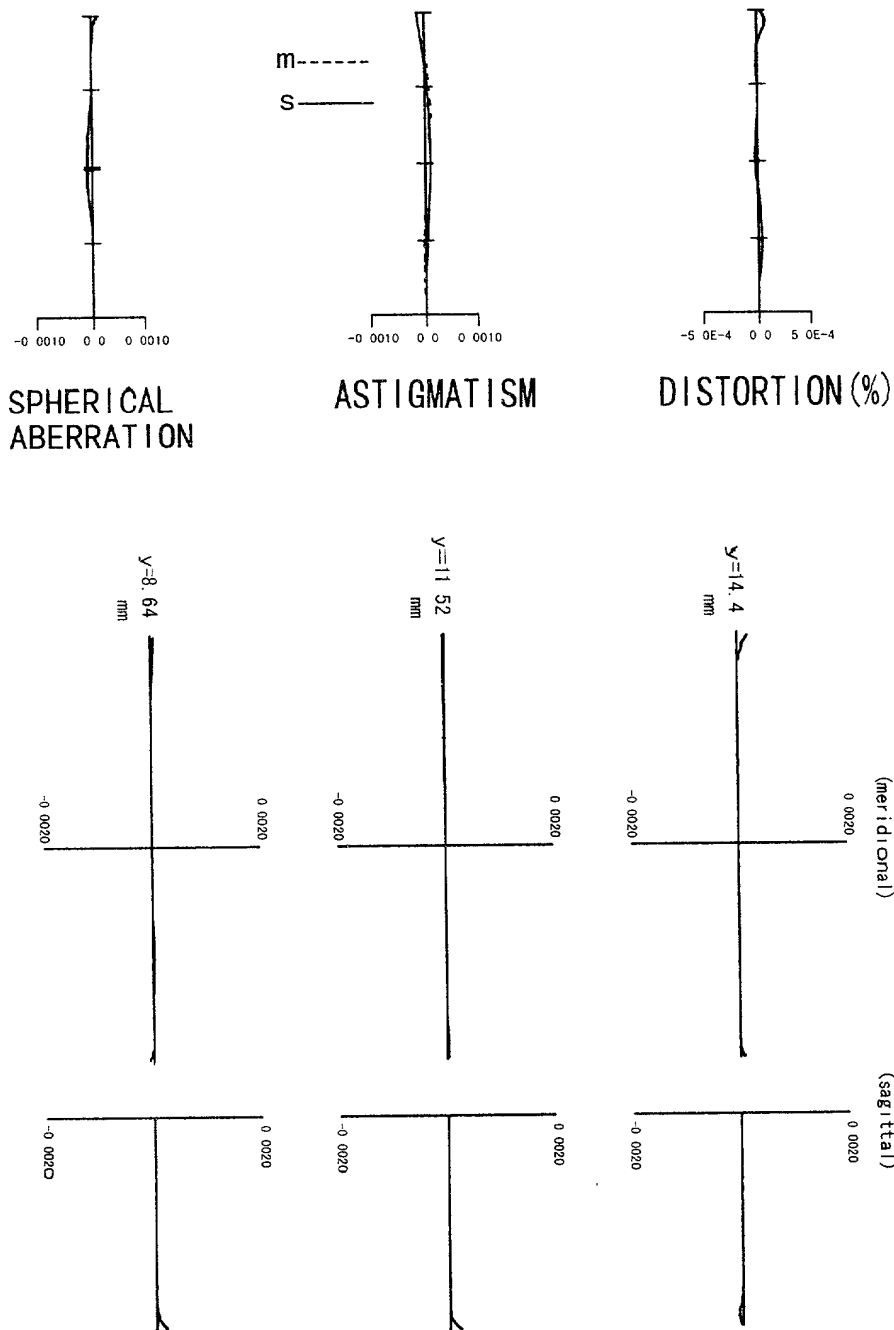 m
s
-0 0010 0 0 0 0010
-0 0010 0 0 0 0010
-5 0E-4 0 0 5 0E-4
SPHERICAL
ABERRATION
ASTIGMATISM
DISTORTION(%)
y=8. 64
mm
y=11 52
mm
y=14. 4
mm
-0 0020
0 0020
-0 0020
0 0020
-0 0020
0 0020
(meridional)
-0 0020
0 0020
-0 0020
0 0020
-0 0020
0 0020
(sagittal)